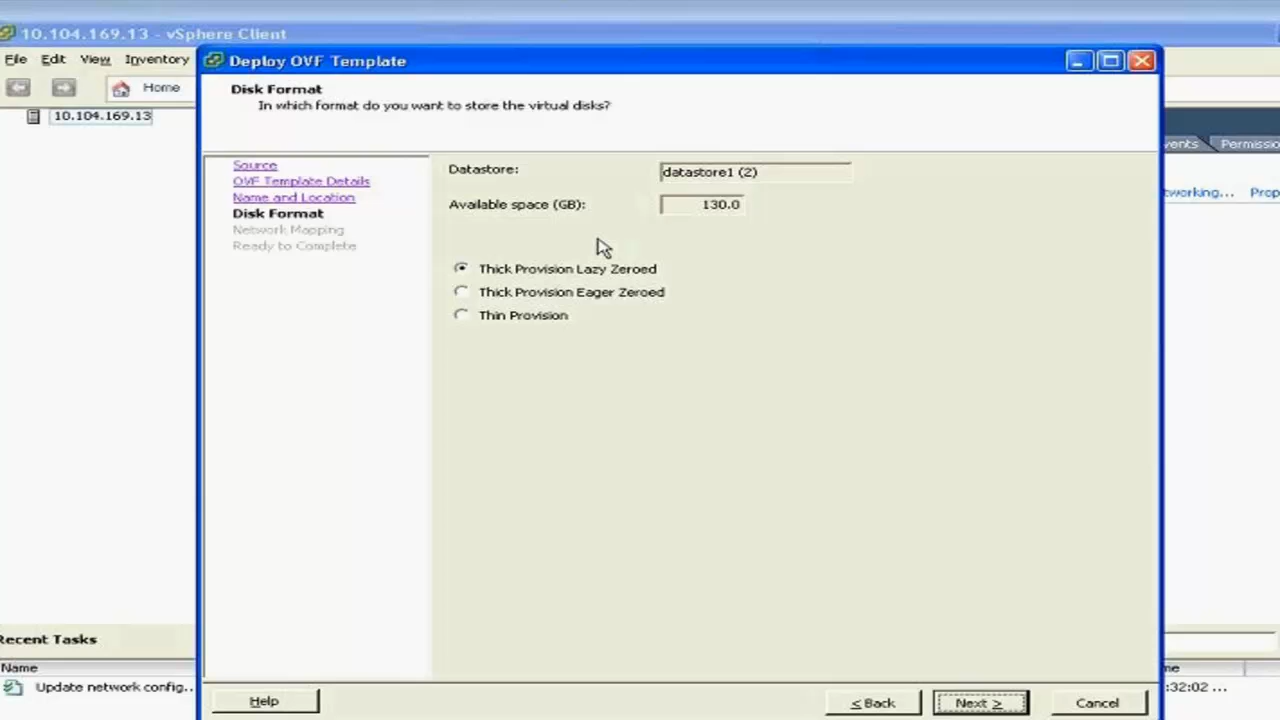 10.104.169.13 - vSphere Client
File Edit View Inventory
Deploy OVF Template
Home
Disk Format
In which format do you want to store the virtual disks?
10.104.169.13
vents Permissio
Source
OVF Template Details
Name and Location
Disk Format
Network Mapping
Ready to Complete
Datastore: datastore1 (2)
Available space (GB): 130.0
tworking... Prop
Thick Provision Lazy Zeroed
Thick Provision Eager Zeroed
Thin Provision
Recent Tasks
Name
me
Update network config...
:32:02 ...
Help
< Back Next > Cancel